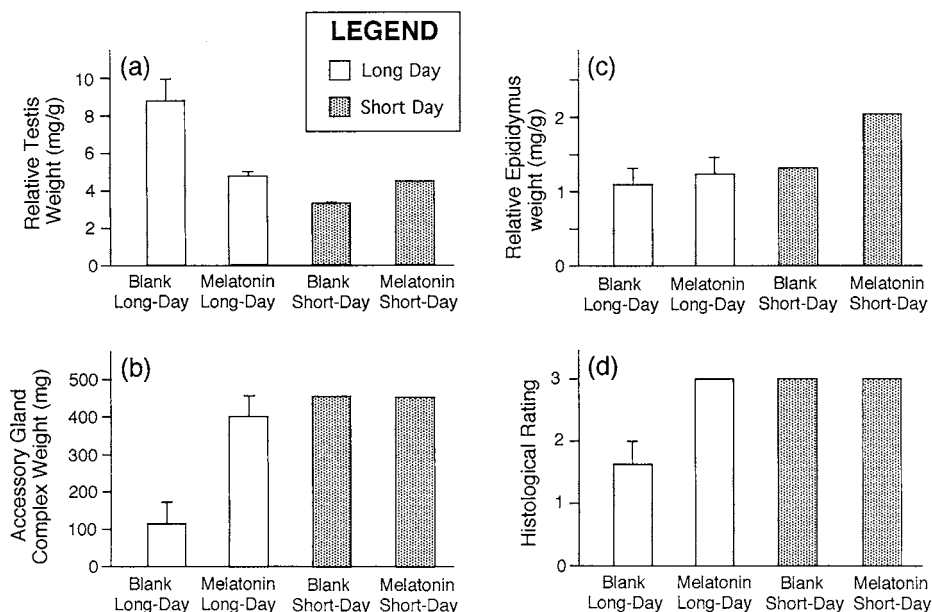 LEGEND
Long Day
Short Day
(a)
Relative Testis
Weight (mg/g)
10
8
6
4
2
0
Blank
Long-Day
Melatonin
Long-Day
Blank
Short-Day
Melatonin
Short-Day
(c)
Relative Epididymus
weight (mg/g)
2
1
0
Blank
Long-Day
Melatonin
Long-Day
Blank
Short-Day
Melatonin
Short-Day
(b)
Accessory Gland
Complex Weight (mg)
500
400
300
200
100
0
Blank
Long-Day
Melatonin
Long-Day
Blank
Short-Day
Melatonin
Short-Day
(d)
Histological Rating
3
2
1
0
Blank
Long-Day
Melatonin
Long-Day
Blank
Short-Day
Melatonin
Short-Day